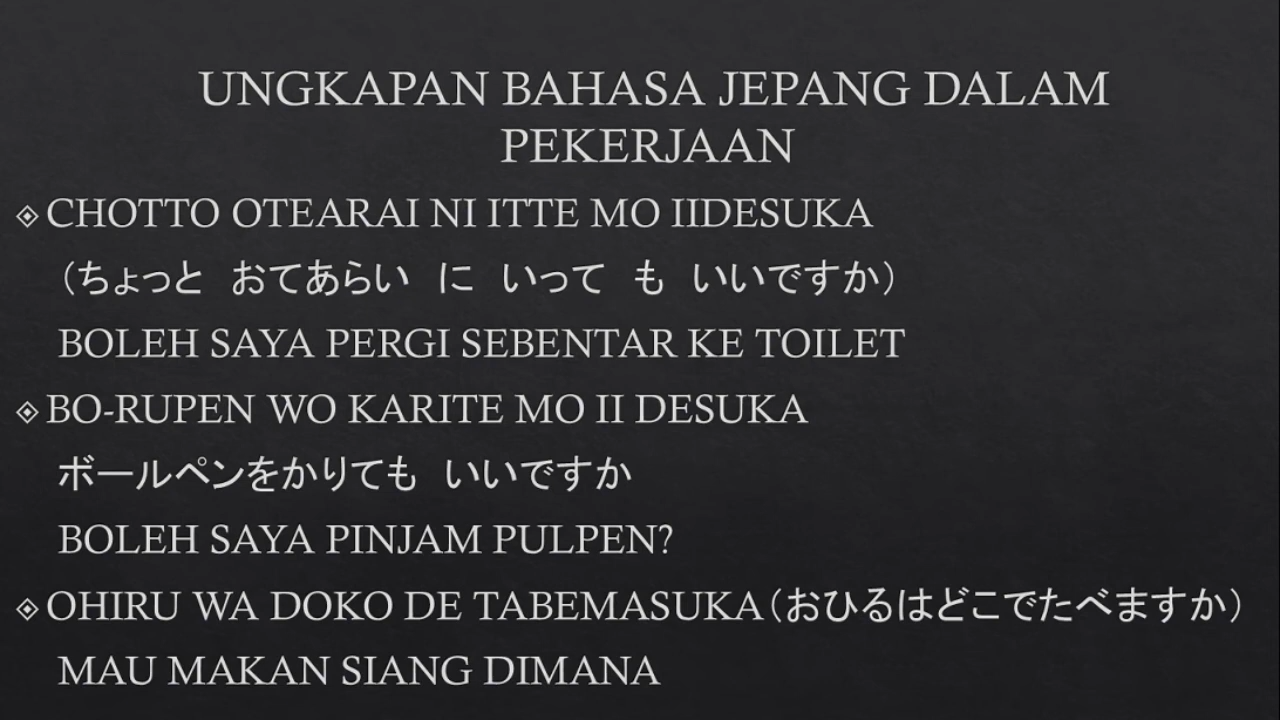 UNGKAPAN BAHASA JEPANG DALAM
PEKERJAAN
CHOTTO OTEARAI NI ITTE MO IIDESUKA
（ちょっと　おてあらい　に　いって　も　いいですか）
BOLEH SAYA PERGI SEBENTAR KE TOILET
BO-RUPEN WO KARITE MO II DESUKA
ボールペンをかりても　いいですか
BOLEH SAYA PINJAM PULPEN?
OHIRU WA DOKO DE TABEMASUKA（おひるはどこでたべますか）
MAU MAKAN SIANG DIMANA